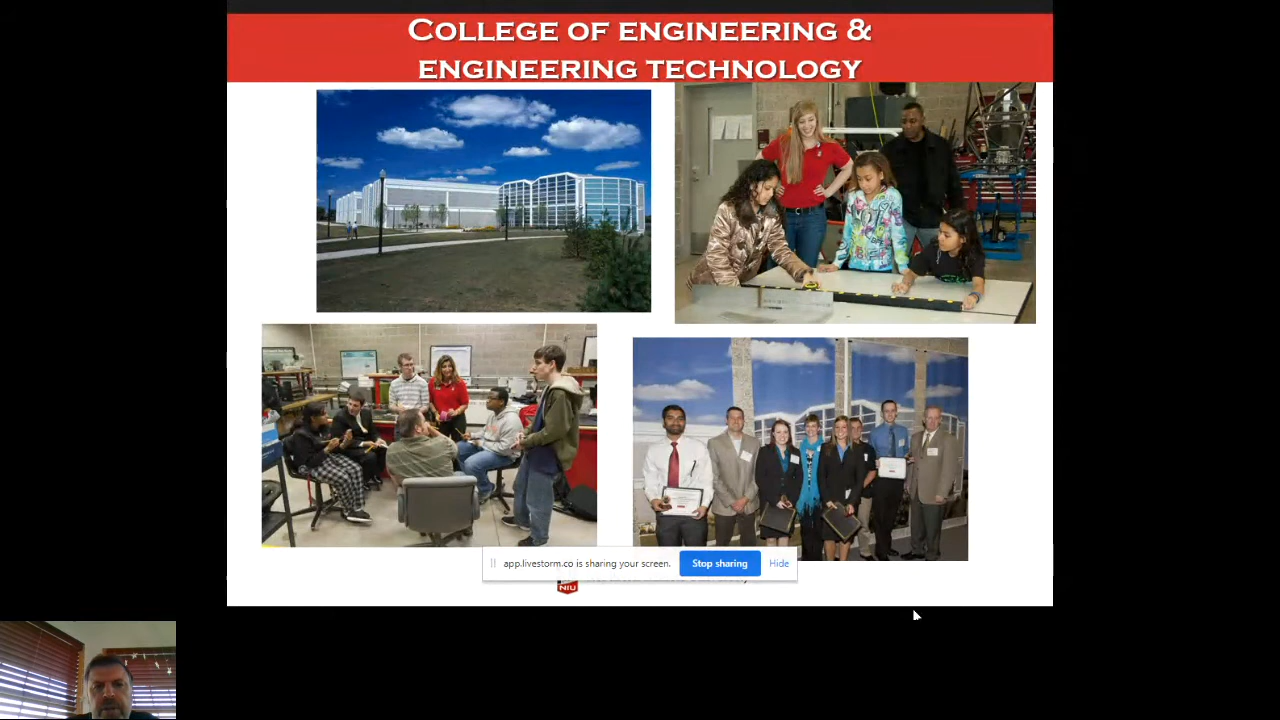 COLLEGE OF ENGINEERING &
ENGINEERING TECHNOLOGY
app.livestorm.co is sharing your screen.
Stop sharing
Hide
NIU